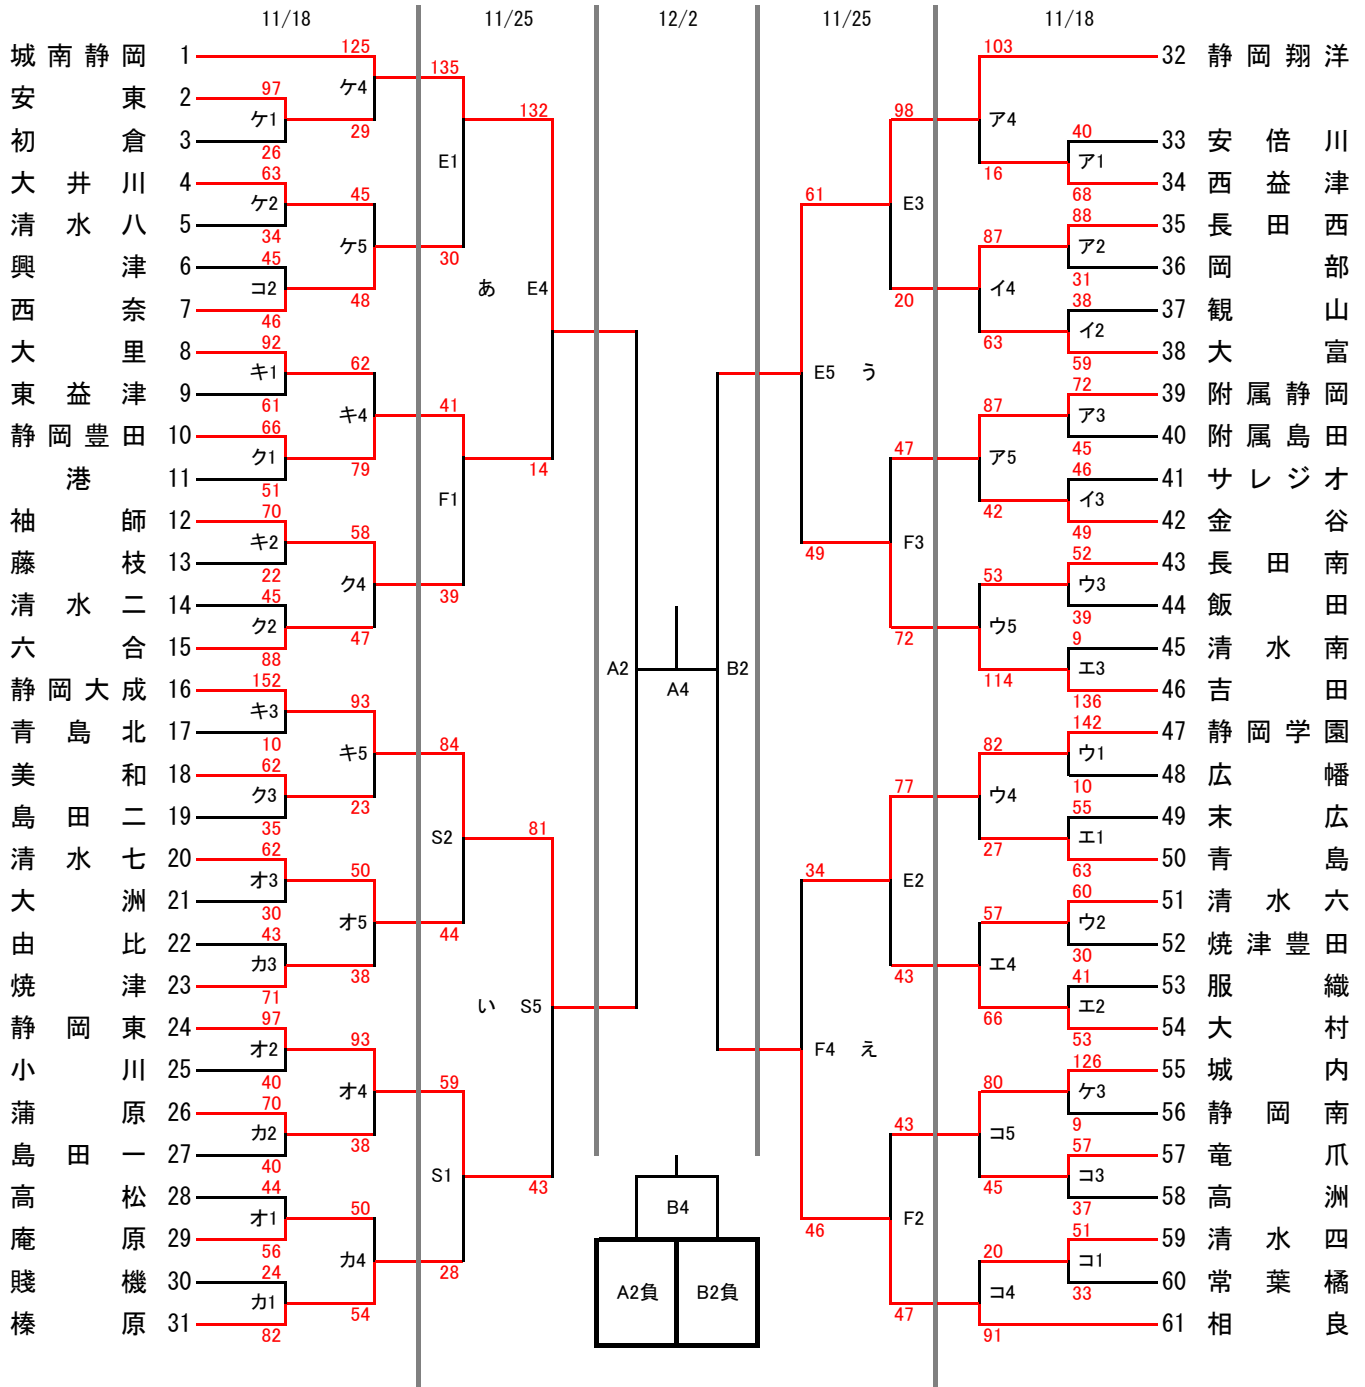 11/18 11/25 12/2 11/25 11/18
城南静岡 1 125 135 132 98 103 32 静岡翔洋
安東 2 97 ケ1 ケ4 29 E1 E3 ア4 16 ア1 40 33 安倍川
初倉 3 26 68 34 西益津
大井川 4 63 ケ2 45 61 87 ア2 88 35 長田西
清水八 5 34 ケ5 30 20 イ4 31 36 岡部
興津 6 45 コ2 48 あ E4 63 イ2 38 37 観山
西奈 7 46 59 38 大富
大里 8 92 キ1 62 E5 う 87 ア3 72 39 附属静岡
東益津 9 61 キ4 41 14 47 ア5 45 40 附属島田
静岡豊田 10 66 ク1 79 F1 42 イ3 46 41 サレジオ
港 11 51 49 42 金谷
袖師 12 70 キ2 58 49 F3 53 ウ3 52 43 長田南
藤枝 13 22 ク4 39 72 ウ5 39 44 飯田
清水二 14 45 ク2 47 114 エ3 9 45 清水南
六合 15 88 A2 A4 B2 136 46 吉田
静岡大成 16 152 キ3 93 82 ウ1 142 47 静岡学園
青島北 17 10 キ5 84 81 77 ウ4 10 48 広幡
美和 18 62 ク3 23 S2 27 エ1 55 49 末広
島田二 19 35 63 50 青島
清水七 20 62 オ3 50 34 E2 57 ウ2 60 51 清水六
大洲 21 30 オ5 44 43 エ4 30 52 焼津豊田
由比 22 43 カ3 38 66 エ2 41 53 服織
焼津 23 71 い S5 53 54 大村
静岡東 24 97 オ2 93 F4 え 80 ケ3 126 55 城内
小川 25 40 オ4 59 43 43 コ5 9 56 静岡南
蒲原 26 70 カ2 38 S1 45 コ3 57 57 竜爪
島田一 27 40 37 58 高洲
高松 28 44 オ1 50 B4 46 F2 20 コ1 51 59 清水四
庵原 29 56 カ4 28 47 コ4 33 60 常葉橘
賤機 30 24 カ1 54 A2負 B2負 91 61 相良
榛原 31 82